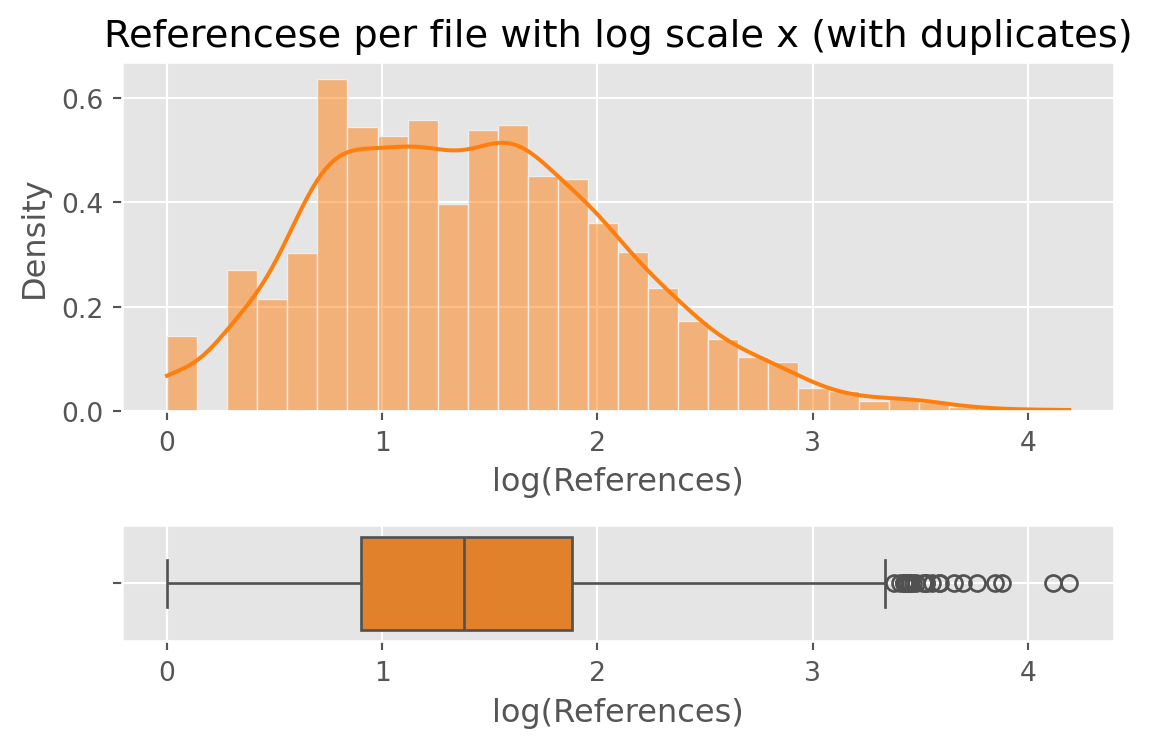 Referencese per file with log scale x (with duplicates)
0.6
0.4
0.2
0.0
Density
0 1 2 3 4
log(References)
0 1 2 3 4
log(References)